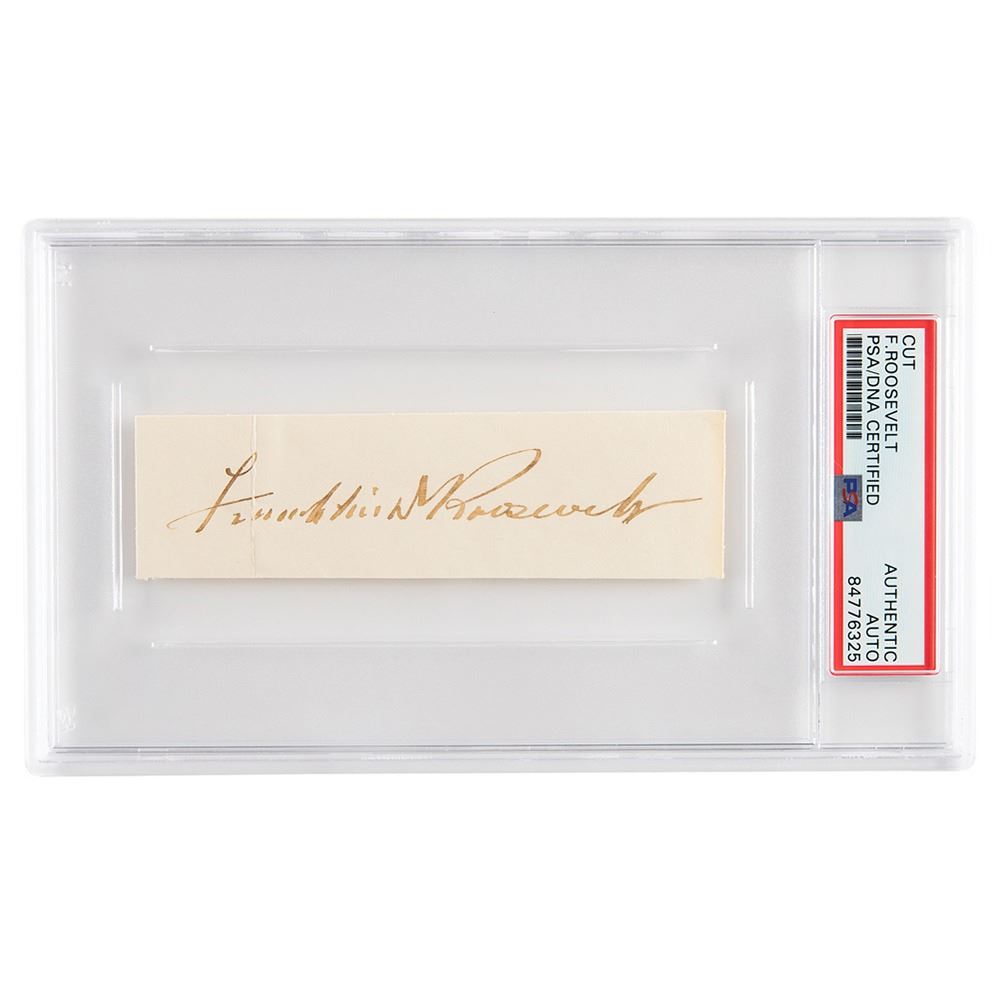 Franklin D Roosevelt
CUT
F.ROOSEVELT
PSA/DNA CERTIFIED
PSA
AUTHENTIC
AUTO
84776325